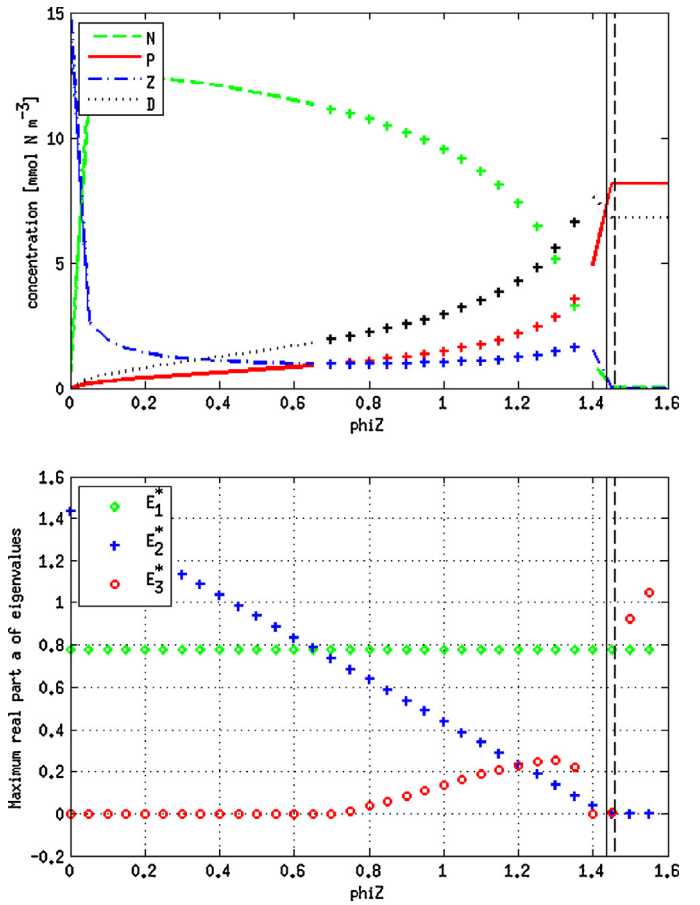 15
10
5
0
concentration [mmol N m⁻³]
N
P
Z
D
0 0.2 0.4 0.6 0.8 1.0 1.2 1.4 1.6
phiZ
1.6
1.4
1.2
1
0.8
0.6
0.4
0.2
0
-0.2
Maximum real part a of eigenvalues
E₁*
E₂*
E₃*
0 0.2 0.4 0.6 0.8 1.0 1.2 1.4 1.6
phiZ